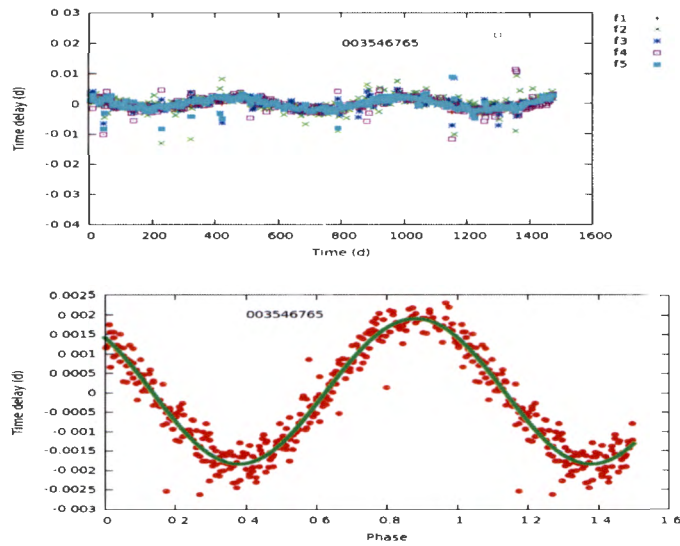 0 03
0 02
0 01
0
-0 01
-0 02
-0 03
-0 04
Time delay (d)
003546765
f1
f2
f3
f4
f5
0 200 400 600 800 1000 1200 1400 1600
Time (d)
0 0025
0 002
0 0015
0 001
0 0005
0
-0 0005
-0 001
-0 0015
-0 002
-0 0025
-0 003
Time delay (d)
003546765
0 0 2 0 4 0 6 0 8 1 1 2 1 4 1 6
Phase